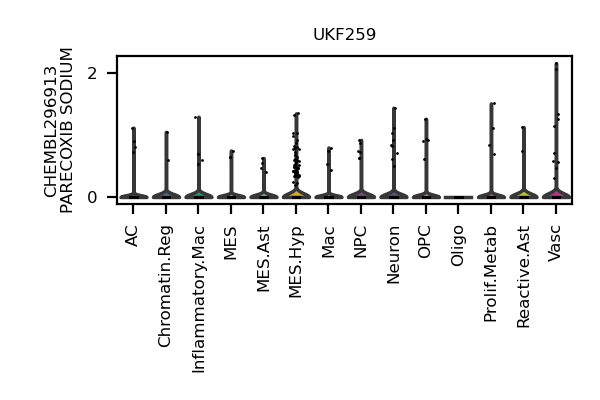 UKF259
CHEMBL296913
PARECOXIB SODIUM
2
0
AC
Chromatin.Reg
Inflammatory.Mac
MES
MES.Ast
MES.Hyp
Mac
NPC
Neuron
OPC
Oligo
Prolif.Metab
Reactive.Ast
Vasc